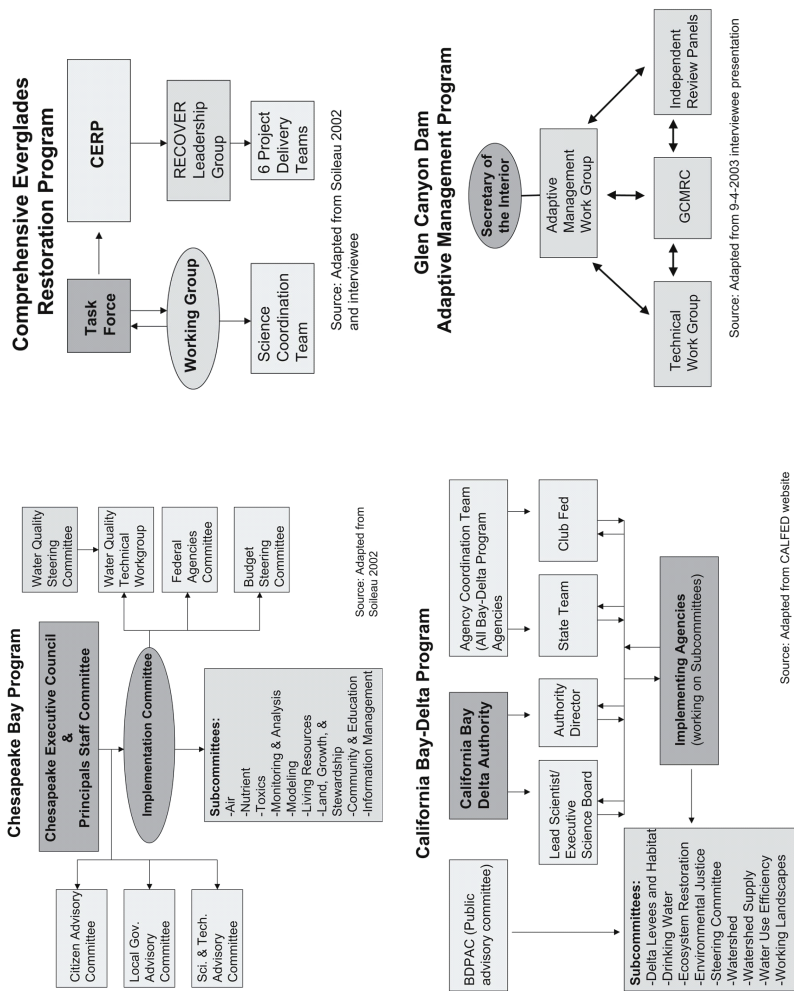 Chesapeake Bay Program
Chesapeake Executive Council
&
Principals Staff Committee
Citizen Advisory
Committee
Local Gov.
Advisory
Committee
Sci. & Tech.
Advisory
Committee
Implementation Committee
Water Quality
Steering
Committee
Water Quality
Technical
Workgroup
Federal
Agencies
Committee
Budget
Steering
Committee
Subcommittees:
-Air
-Nutrient
-Toxics
-Monitoring & Analysis
-Modeling
-Living Resources
-Land, Growth, &
Stewardship
-Community & Education
-Information Management
Source: Adapted from
Soileau 2002
Comprehensive Everglades
Restoration Program
Task
Force
CERP
Working Group
RECOVER
Leadership
Group
Science
Coordination
Team
6 Project
Delivery
Teams
Source: Adapted from Soileau 2002
and interviewee
California Bay-Delta Program
BDPAC (Public
advisory committee)
California Bay
Delta Authority
Agency Coordination Team
(All Bay-Delta Program
Agencies
Lead Scientist/
Executive
Science Board
Authority
Director
State Team
Club Fed
Implementing Agencies
(working on Subcommittees)
Subcommittees:
-Delta Levees and Habitat
-Drinking Water
-Ecosystem Restoration
-Environmental Justice
-Steering Committee
-Watershed
-Watershed Supply
-Water Use Efficiency
-Working Landscapes
Source: Adapted from CALFED website
Glen Canyon Dam
Adaptive Management Program
Secretary of
the Interior
Adaptive
Management
Work Group
Technical
Work Group
GCMRC
Independent
Review Panels
Source: Adapted from 9-4-2003 interviewee presentation